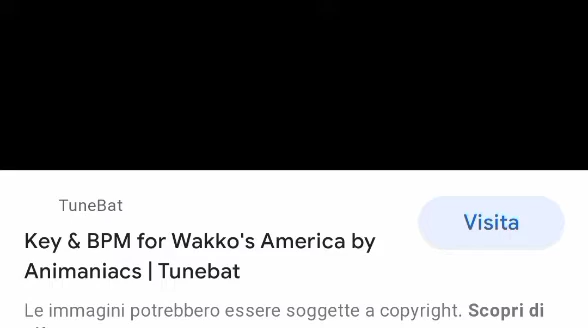 TuneBat
Visita
Key & BPM for Wakko's America by
Animaniacs | Tunebat
Le immagini potrebbero essere soggette a copyright. Scopri di